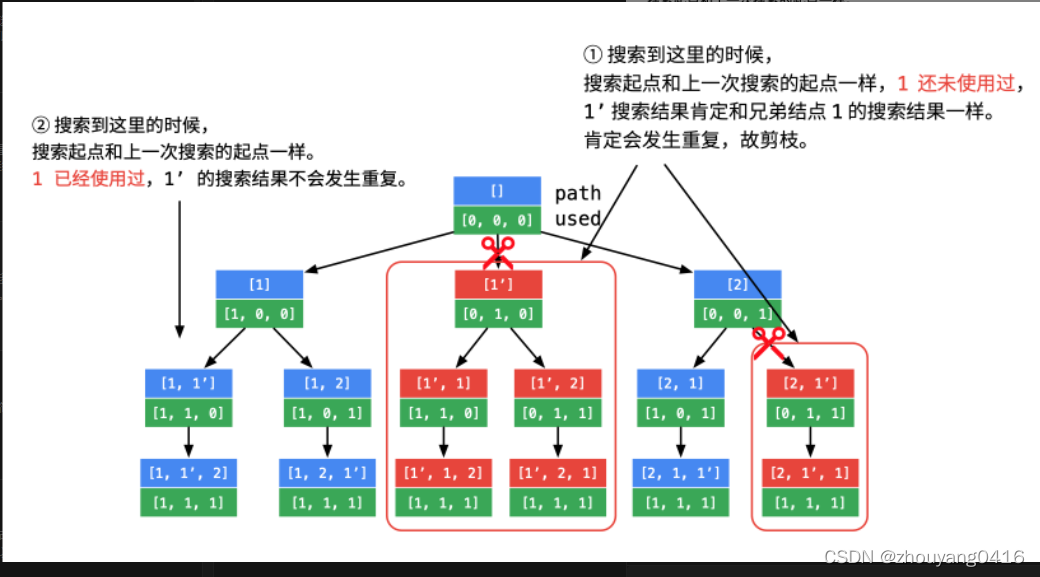 ① 搜索到这里的时候，
搜索起点和上一次搜索的起点一样，1 还未使用过，
1’ 搜索结果肯定和兄弟结点 1 的搜索结果一样。
肯定会发生重复，故剪枝。
② 搜索到这里的时候，
搜索起点和上一次搜索的起点一样。
1 已经使用过，1’ 的搜索结果不会发生重复。
[] path
[0, 0, 0] used
[1] [1’] [2]
[1, 0, 0] [0, 1, 0] [0, 0, 1]
[1, 1’] [1, 2] [1’, 1] [1’, 2] [2, 1] [2, 1’]
[1, 1, 0] [1, 0, 1] [1, 1, 0] [0, 1, 1] [1, 0, 1] [0, 1, 1]
[1, 1’, 2] [1, 2, 1’] [1’, 1, 2] [1’, 2, 1] [2, 1, 1’] [2, 1’, 1]
[1, 1, 1] [1, 1, 1] [1, 1, 1] [1, 1, 1] [1, 1, 1] [1, 1, 1]
CSDN @zhouyang0416